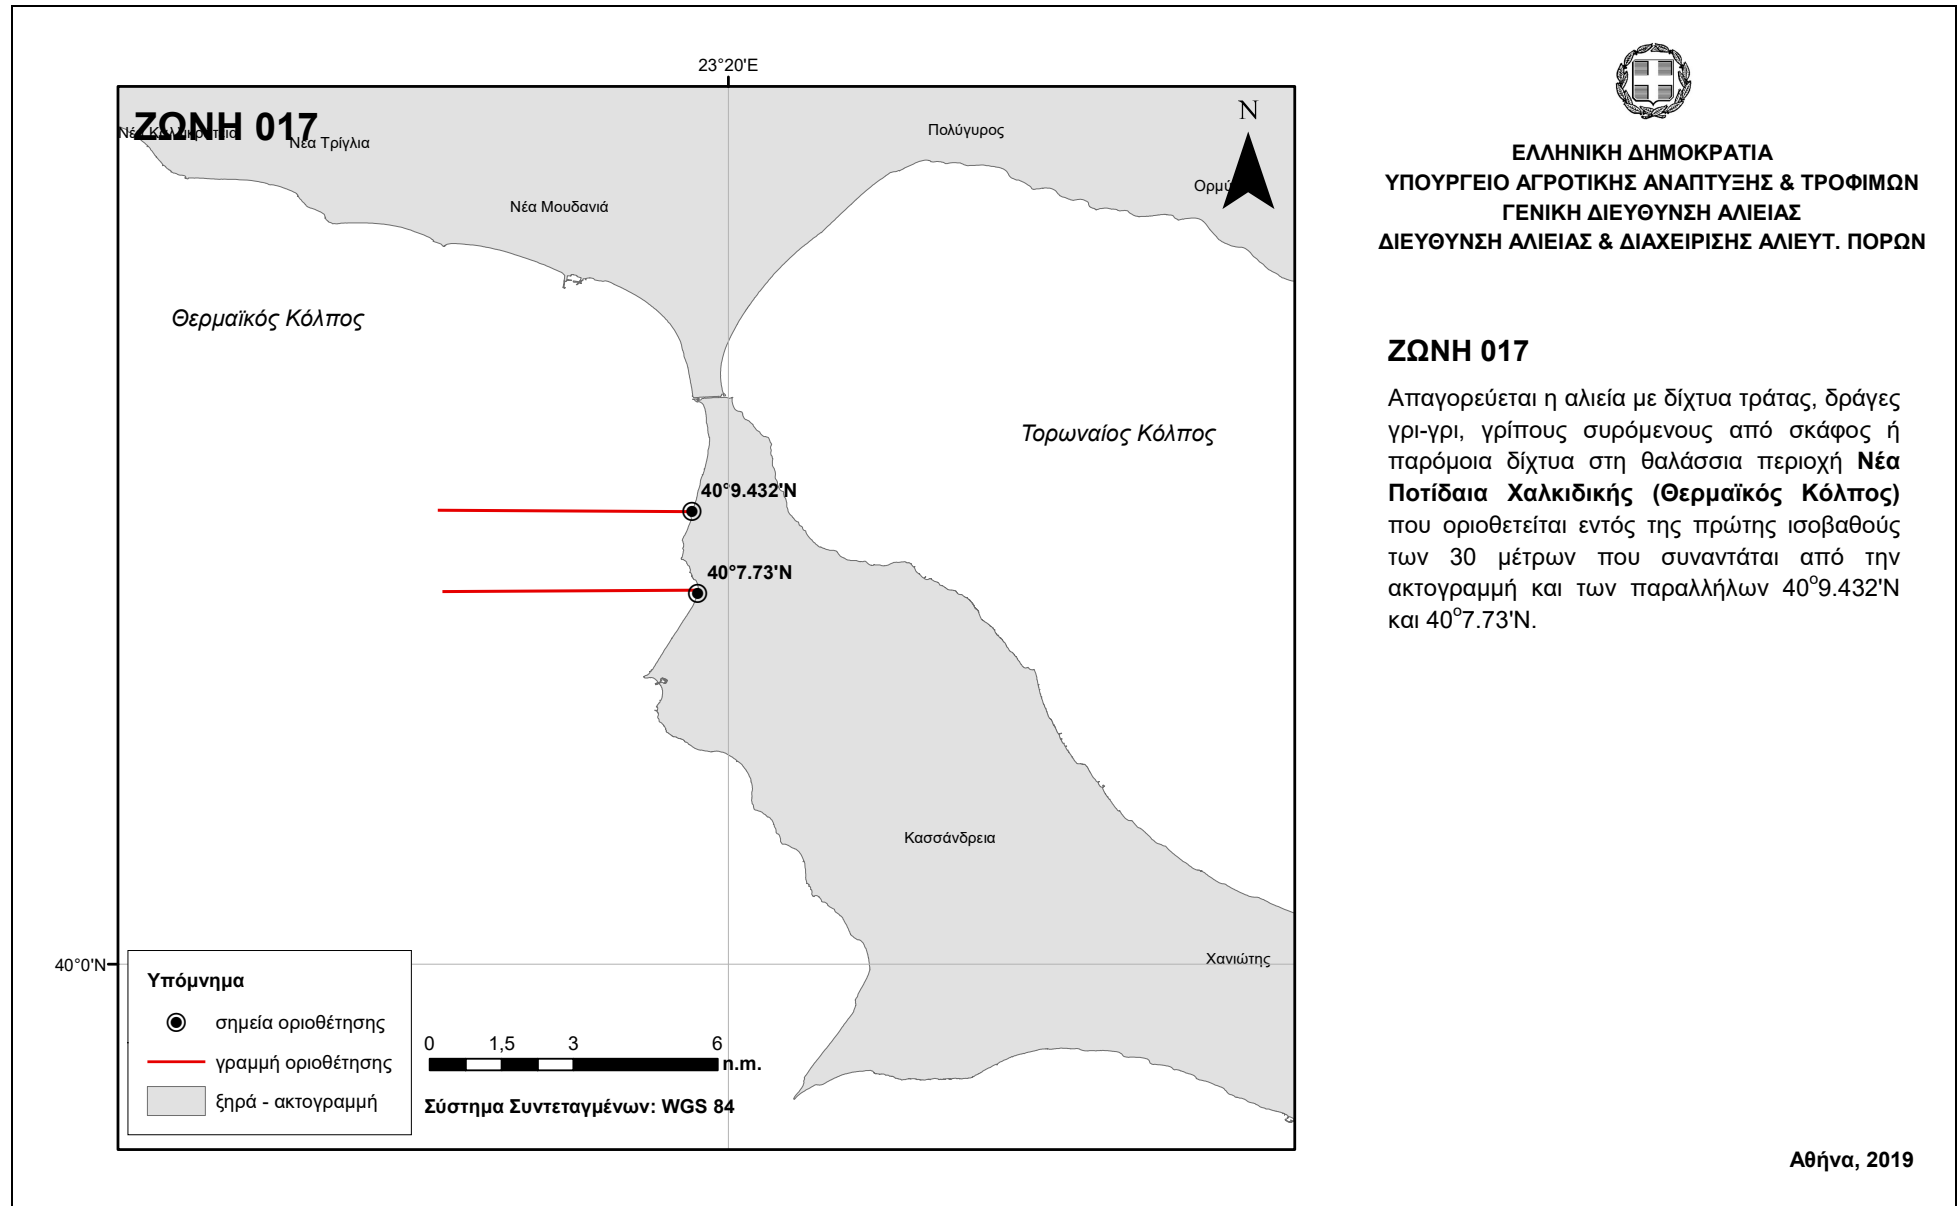 23°20'E
ΖΩΝΗ 017
Νέα Καλλικράτεια
Νέα Τρίγλια
Πολύγυρος
N
Νέα Μουδανιά
Θερμαϊκός Κόλπος
Τορωναίος Κόλπος
40°9.432'N
40°7.73'N
Κασσάνδρεια
Χανιώτης
40°0'N
Υπόμνημα
σημεία οριοθέτησης
γραμμή οριοθέτησης
ξηρά - ακτογραμμή
0 1,5 3 6
n.m.
Σύστημα Συντεταγμένων: WGS 84
ΕΛΛΗΝΙΚΗ ΔΗΜΟΚΡΑΤΙΑ
ΥΠΟΥΡΓΕΙΟ ΑΓΡΟΤΙΚΗΣ ΑΝΑΠΤΥΞΗΣ & ΤΡΟΦΙΜΩΝ
ΓΕΝΙΚΗ ΔΙΕΥΘΥΝΣΗ ΑΛΙΕΙΑΣ
ΔΙΕΥΘΥΝΣΗ ΑΛΙΕΙΑΣ & ΔΙΑΧΕΙΡΙΣΗΣ ΑΛΙΕΥΤ. ΠΟΡΩΝ
ΖΩΝΗ 017
Απαγορεύεται η αλιεία με δίχτυα τράτας, δράγες
γρι-γρι, γρίπους συρόμενους από σκάφος ή
παρόμοια δίχτυα στη θαλάσσια περιοχή Νέα
Ποτίδαια Χαλκιδικής (Θερμαϊκός Κόλπος)
που οριοθετείται εντός της πρώτης ισοβαθούς
των 30 μέτρων που συναντάται από την
ακτογραμμή και των παραλλήλων 40°9.432'N
και 40°7.73'N.
Αθήνα, 2019